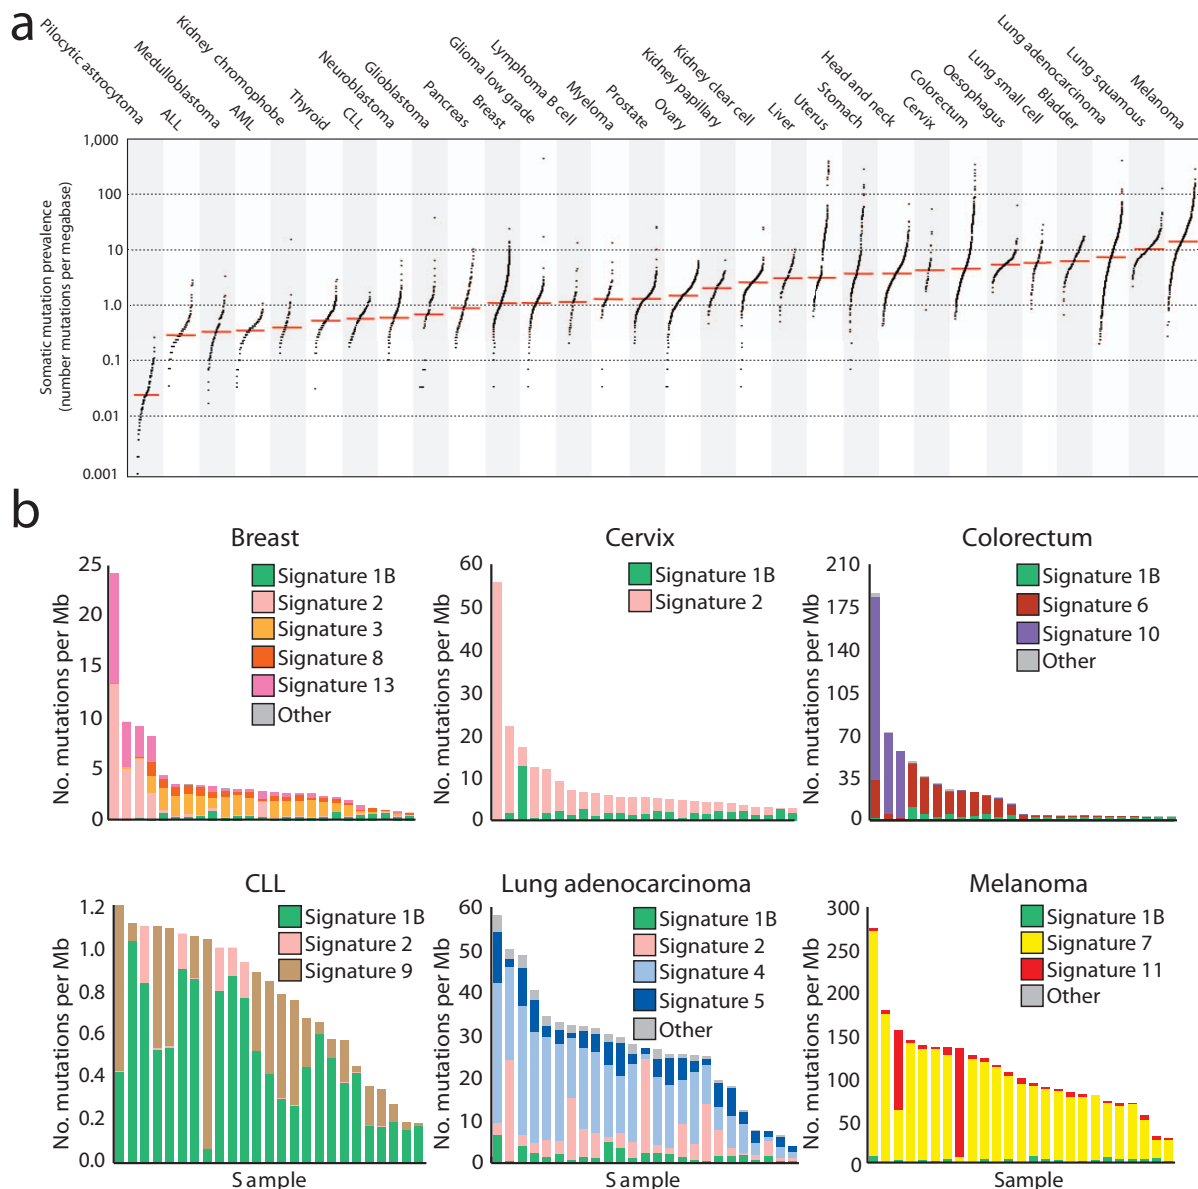 a
Pilocytic astrocytoma
ALL
Medulloblastoma
AML
Kidney chromophobe
Thyroid
CLL
Neuroblastoma
Glioblastoma
Pancreas
Breast
Glioma low grade
Lymphoma B cell
Myeloma
Prostate
Ovary
Kidney papillary
Kidney clear cell
Liver
Uterus
Stomach
Head and neck
Cervix
Colorectum
Oesophagus
Lung small cell
Bladder
Lung adenocarcinoma
Lung squamous
Melanoma
Somatic mutation prevalence
(number mutations per megabase)
1,000
100
10
1.0
0.1
0.01
0.001
b
Breast
No. mutations per Mb
25
20
15
10
5
0
Signature 1B
Signature 2
Signature 3
Signature 8
Signature 13
Other
Cervix
No. mutations per Mb
60
50
40
30
20
10
0
Signature 1B
Signature 2
Colorectum
No. mutations per Mb
210
175
140
105
70
35
0
Signature 1B
Signature 6
Signature 10
Other
CLL
No. mutations per Mb
1.2
1.0
0.8
0.6
0.4
0.2
0.0
Signature 1B
Signature 2
Signature 9
Sample
Lung adenocarcinoma
No. mutations per Mb
60
50
40
30
20
10
0
Signature 1B
Signature 2
Signature 4
Signature 5
Other
Sample
Melanoma
No. mutations per Mb
300
250
200
150
100
50
0
Signature 1B
Signature 7
Signature 11
Other
Sample